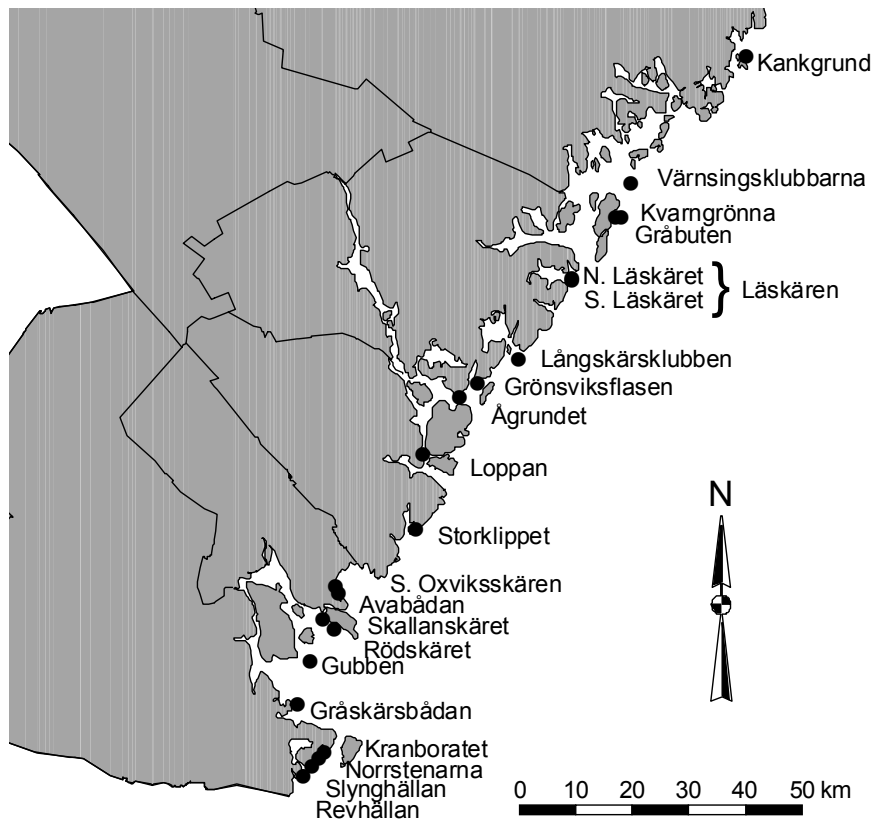 Kankgrund
Värnsingsklubbarna
Kvarngrönna
Gråbuten
N. Läskäret
S. Läskäret
} Läskären
Långskärsklubben
Grönsviksflasen
Ågrundet
Loppan
N
Storklippet
S. Oxviksskären
Avabådan
Skallanskäret
Rödskäret
Gubben
Gråskärsbådan
Kranboratet
Norrstenarna
Slynghällan
Revhällan
0 10 20 30 40 50 km